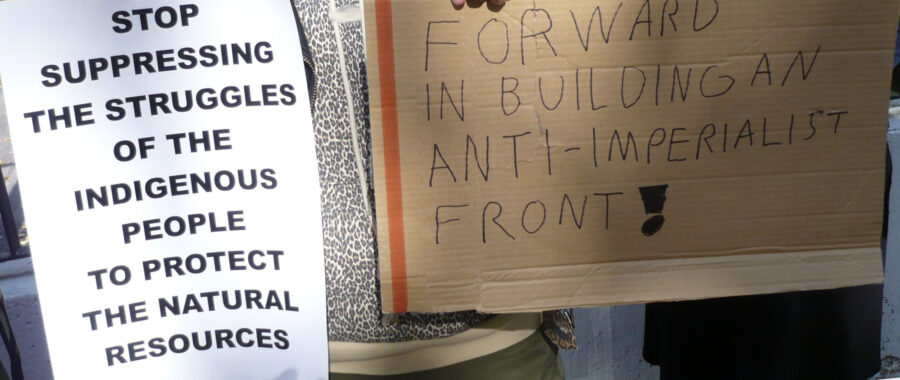 STOP
SUPPRESSING
THE STRUGGLES
OF THE
INDIGENOUS
PEOPLE
TO PROTECT
THE NATURAL
RESOURCES
FORWARD
IN BUILDING AN
ANTI-IMPERIALIST
FRONT!